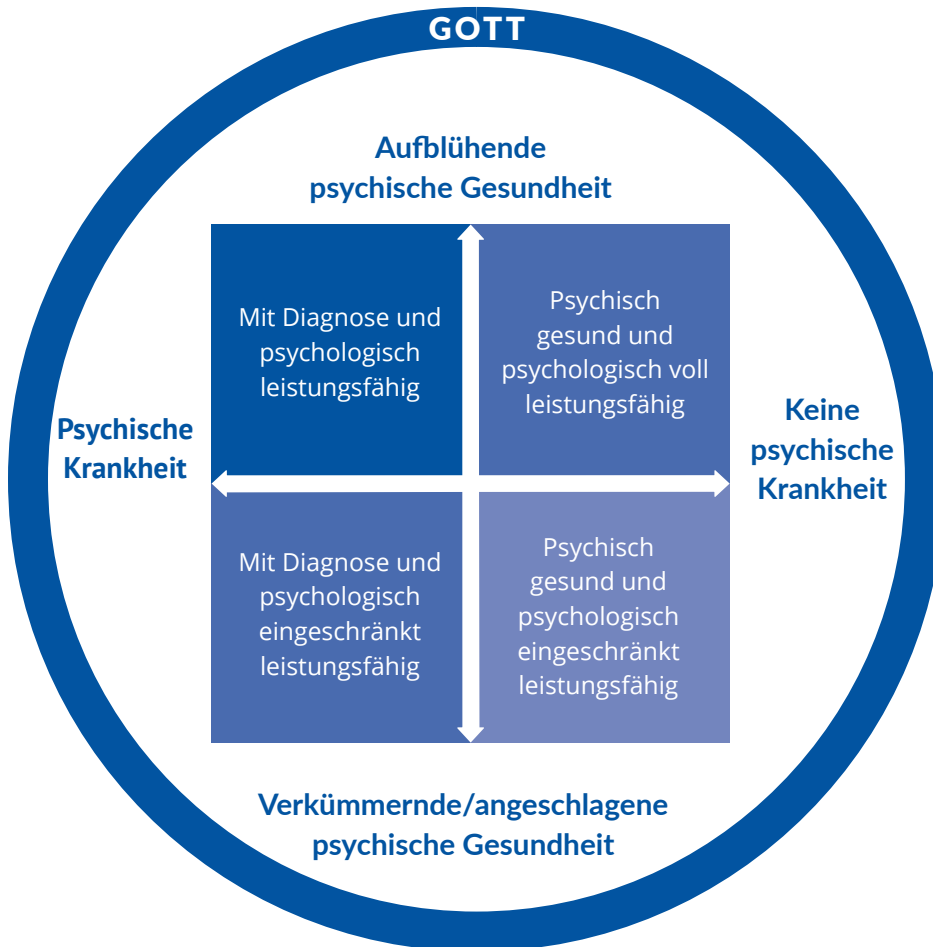 GOTT
Aufblühende
psychische Gesundheit
Mit Diagnose und
psychologisch
leistungsfähig
Psychisch
gesund und
psychologisch voll
leistungsfähig
Psychische
Krankheit
Keine
psychische
Krankheit
Mit Diagnose und
psychologisch
eingeschränkt
leistungsfähig
Psychisch
gesund und
psychologisch
eingeschränkt
leistungsfähig
Verkümmernde/angeschlagene
psychische Gesundheit